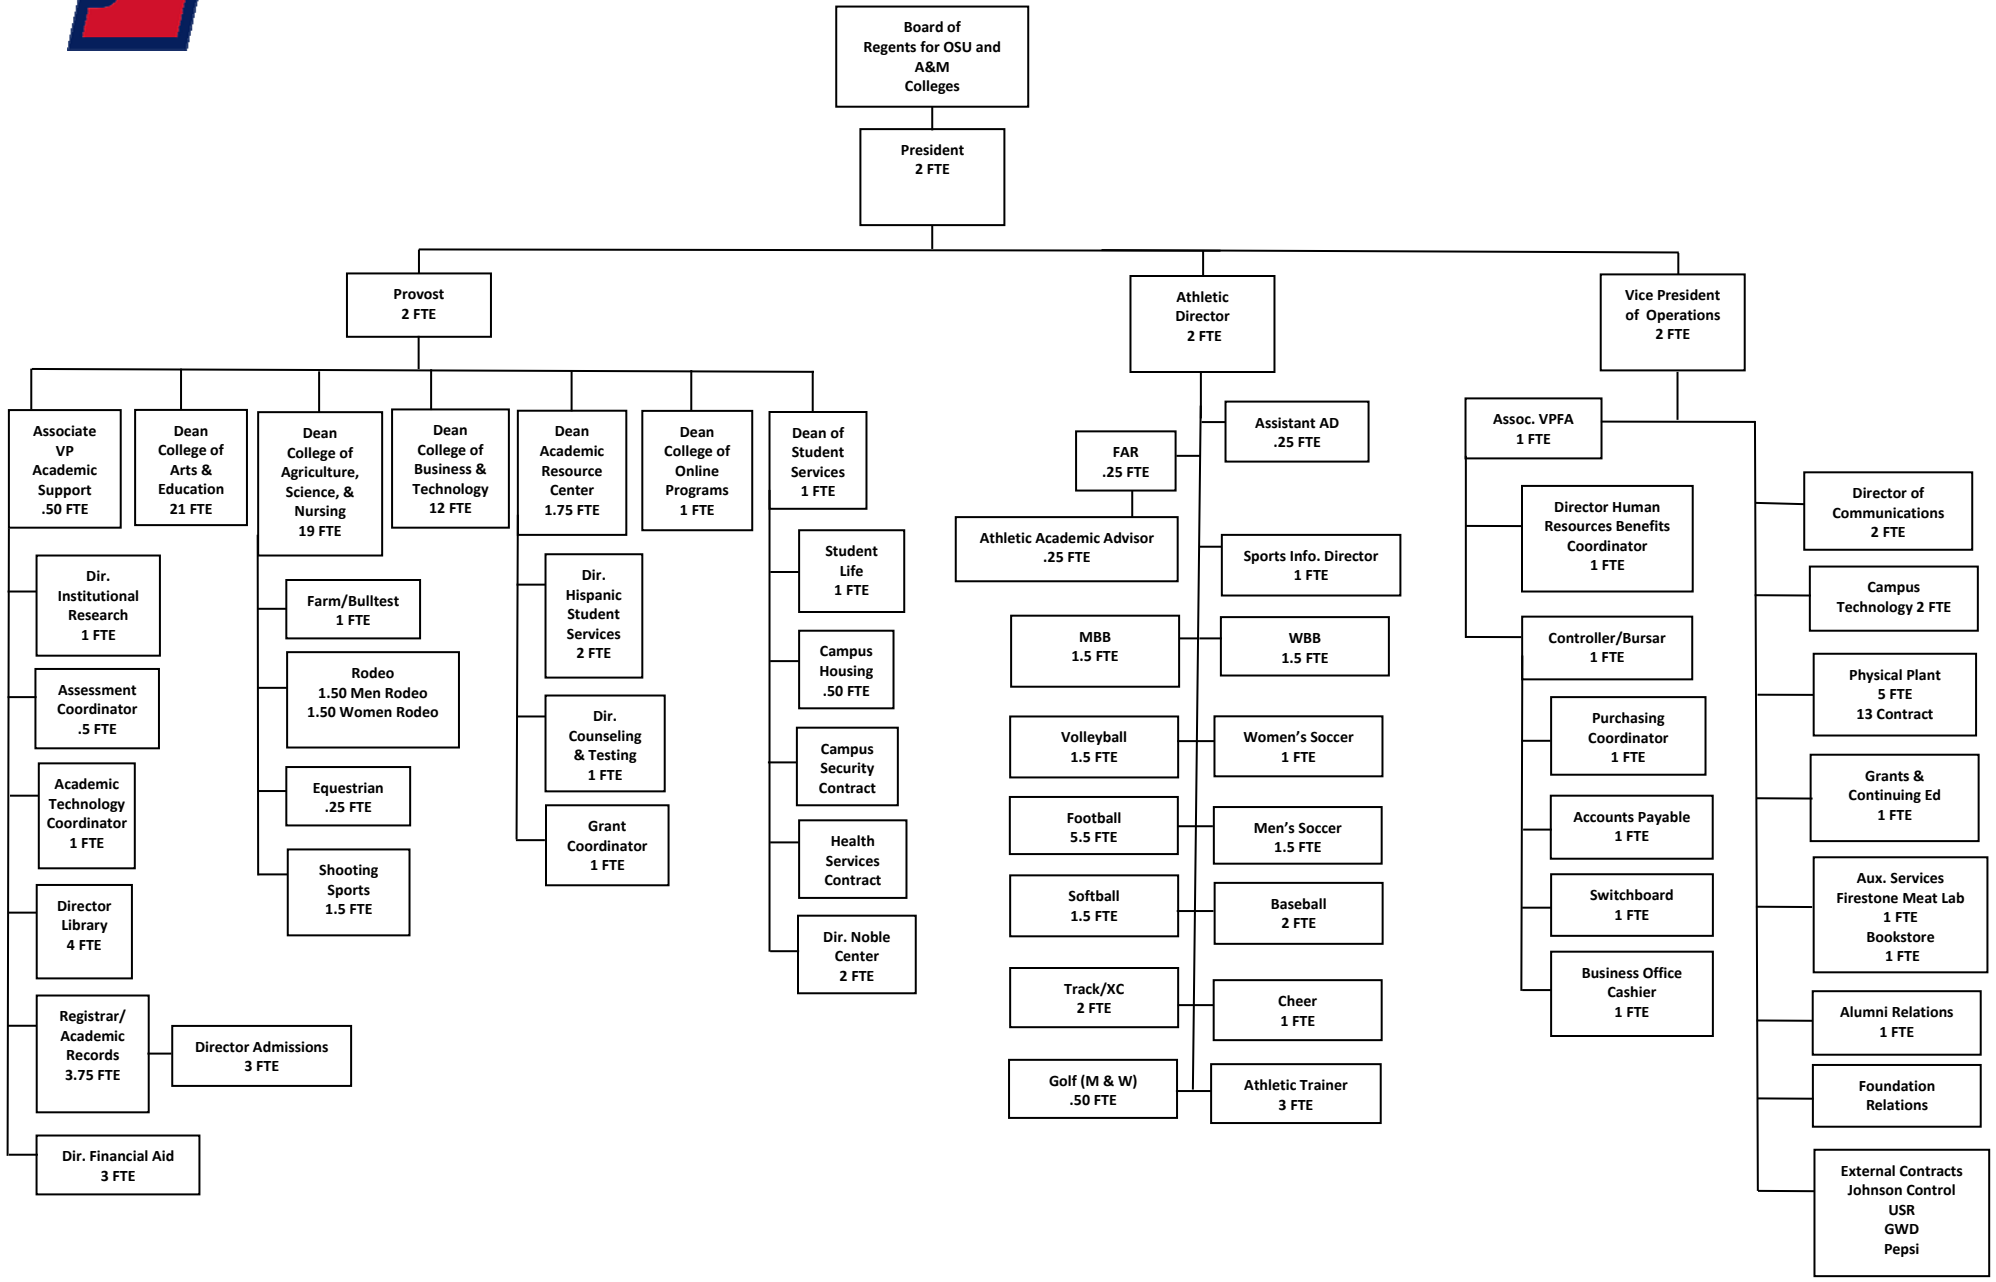 Board of
Regents for OSU and
A&M
Colleges
President
2 FTE
Provost
2 FTE
Athletic
Director
2 FTE
Vice President
of Operations
2 FTE
Associate
VP
Academic
Support
.50 FTE
Dean
College of
Arts &
Education
21 FTE
Dean
College of
Agriculture,
Science, &
Nursing
19 FTE
Dean
College of
Business &
Technology
12 FTE
Dean
Academic
Resource
Center
1.75 FTE
Dean
College of
Online
Programs
1 FTE
Dean of
Student
Services
1 FTE
Dir.
Institutional
Research
1 FTE
Assessment
Coordinator
.5 FTE
Academic
Technology
Coordinator
1 FTE
Director
Library
4 FTE
Registrar/
Academic
Records
3.75 FTE
Director Admissions
3 FTE
Dir. Financial Aid
3 FTE
Farm/Bulltest
1 FTE
Rodeo
1.50 Men Rodeo
1.50 Women Rodeo
Equestrian
.25 FTE
Shooting
Sports
1.5 FTE
Dir.
Hispanic
Student
Services
2 FTE
Dir.
Counseling
& Testing
1 FTE
Grant
Coordinator
1 FTE
Student
Life
1 FTE
Campus
Housing
.50 FTE
Campus
Security
Contract
Health
Services
Contract
Dir. Noble
Center
2 FTE
Assistant AD
.25 FTE
FAR
.25 FTE
Athletic Academic Advisor
.25 FTE
Sports Info. Director
1 FTE
MBB
1.5 FTE
WBB
1.5 FTE
Volleyball
1.5 FTE
Women's Soccer
1 FTE
Football
5.5 FTE
Men's Soccer
1.5 FTE
Softball
1.5 FTE
Baseball
2 FTE
Track/XC
2 FTE
Cheer
1 FTE
Golf (M & W)
.50 FTE
Athletic Trainer
3 FTE
Assoc. VPFA
1 FTE
Director Human
Resources Benefits
Coordinator
1 FTE
Controller/Bursar
1 FTE
Purchasing
Coordinator
1 FTE
Accounts Payable
1 FTE
Switchboard
1 FTE
Business Office
Cashier
1 FTE
Director of
Communications
2 FTE
Campus
Technology 2 FTE
Physical Plant
5 FTE
13 Contract
Grants &
Continuing Ed
1 FTE
Aux. Services
Firestone Meat Lab
1 FTE
Bookstore
1 FTE
Alumni Relations
1 FTE
Foundation
Relations
External Contracts
Johnson Control
USR
GWD
Pepsi